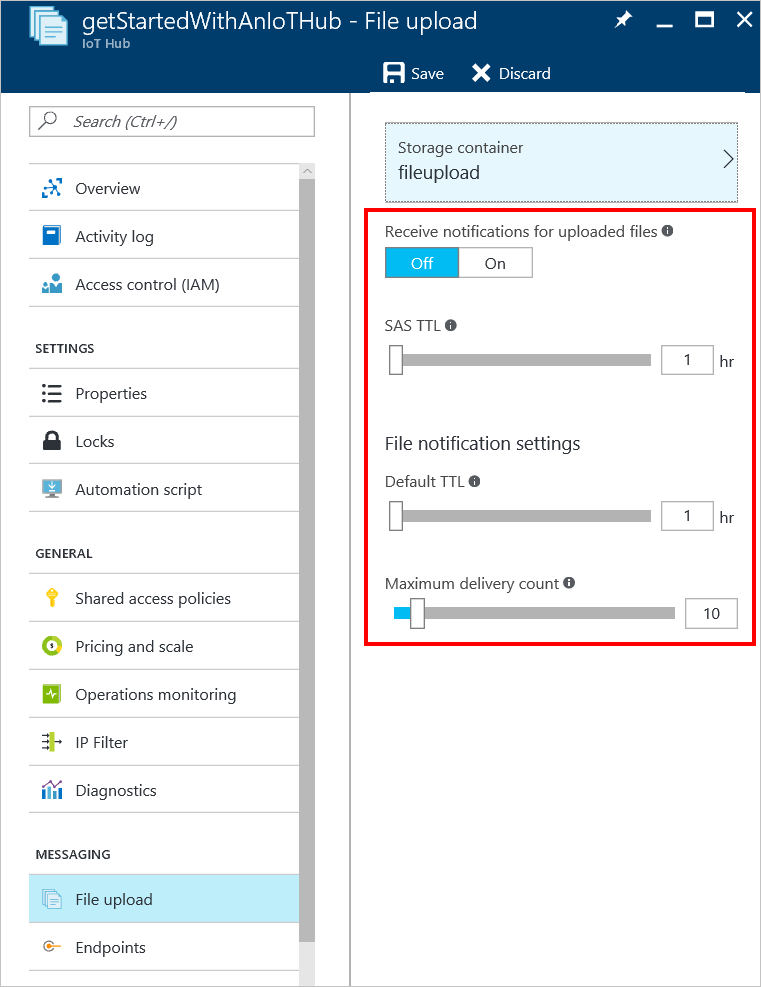 getStartedWithAnIoTHub - File upload
IoT Hub
Save
Discard
Search (Ctrl+/)
Overview
Activity log
Access control (IAM)
SETTINGS
Properties
Locks
Automation script
GENERAL
Shared access policies
Pricing and scale
Operations monitoring
IP Filter
Diagnostics
MESSAGING
File upload
Endpoints
Storage container
fileupload
Receive notifications for uploaded files
Off
On
SAS TTL
1 hr
File notification settings
Default TTL
1 hr
Maximum delivery count
10